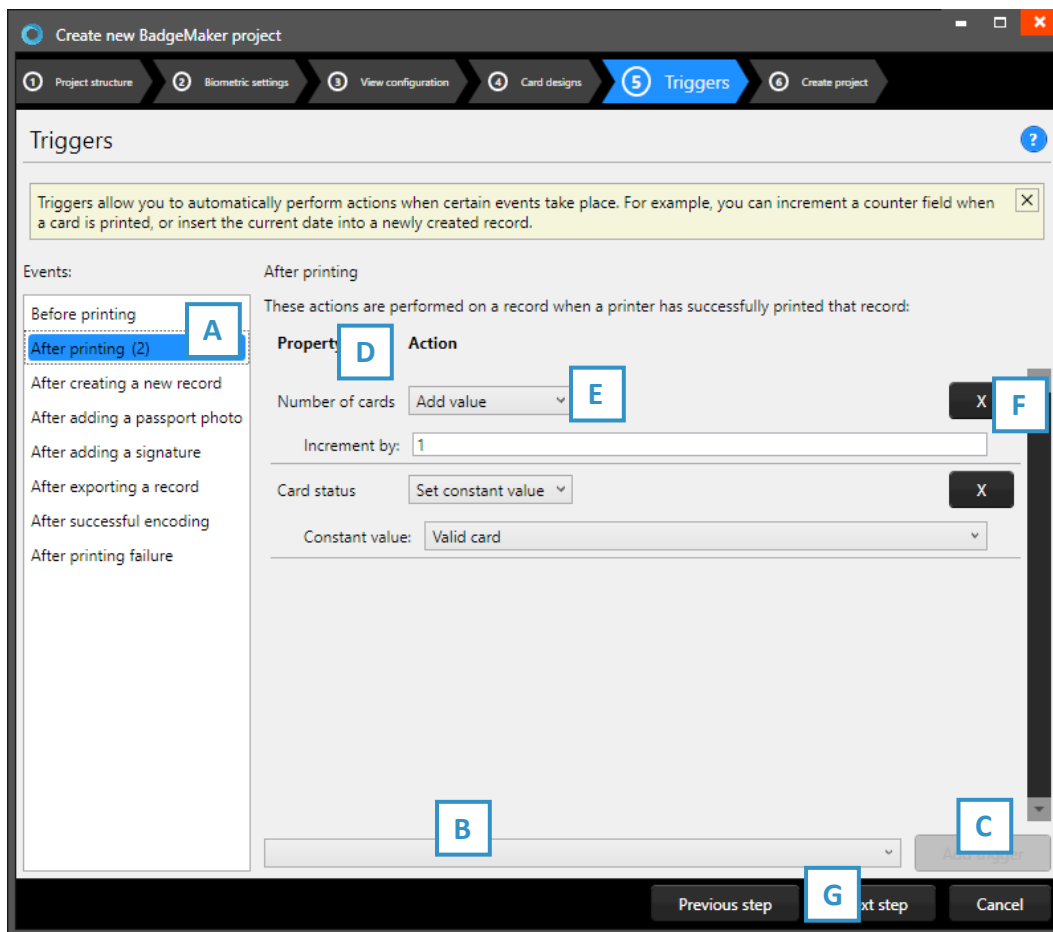 Create new BadgeMaker project
1 Project structure 2 Biometric settings 3 View configuration 4 Card designs 5 Triggers 6 Create project
Triggers
?
Triggers allow you to automatically perform actions when certain events take place. For example, you can increment a counter field when
a card is printed, or insert the current date into a newly created record.
Events:
Before printing
A
After printing (2)
After creating a new record
After adding a passport photo
After adding a signature
After exporting a record
After successful encoding
After printing failure
After printing
These actions are performed on a record when a printer has successfully printed that record:
Property D Action
Number of cards Add value E X F
Increment by: 1
Card status Set constant value X
Constant value: Valid card
B
C
Add trigger
Previous step G xt step Cancel